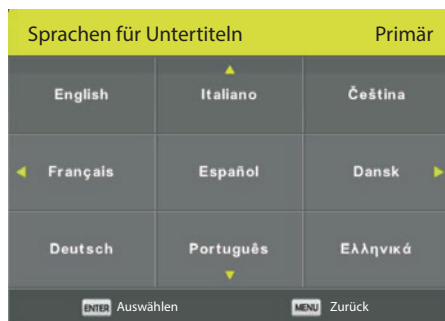 Sprachen für Untertiteln Primär
English Italiano Čeština
Français Español Dansk
Deutsch Português Ελληνικά
ENTER Auswählen MENU Zurück